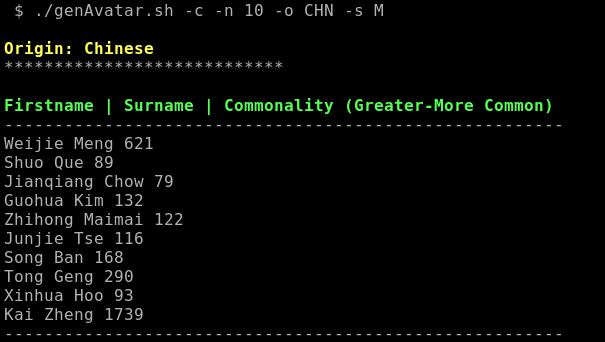 $ ./genAvatar.sh -c -n 10 -o CHN -s M
Origin: Chinese
****************************
Firstname | Surname | Commonality (Greater-More Common)
--------------------------------------------------------
Weijie Meng 621
Shuo Que 89
Jianqiang Chow 79
Guohua Kim 132
Zhihong Maimai 122
Junjie Tse 116
Song Ban 168
Tong Geng 290
Xinhua Hoo 93
Kai Zheng 1739
--------------------------------------------------------